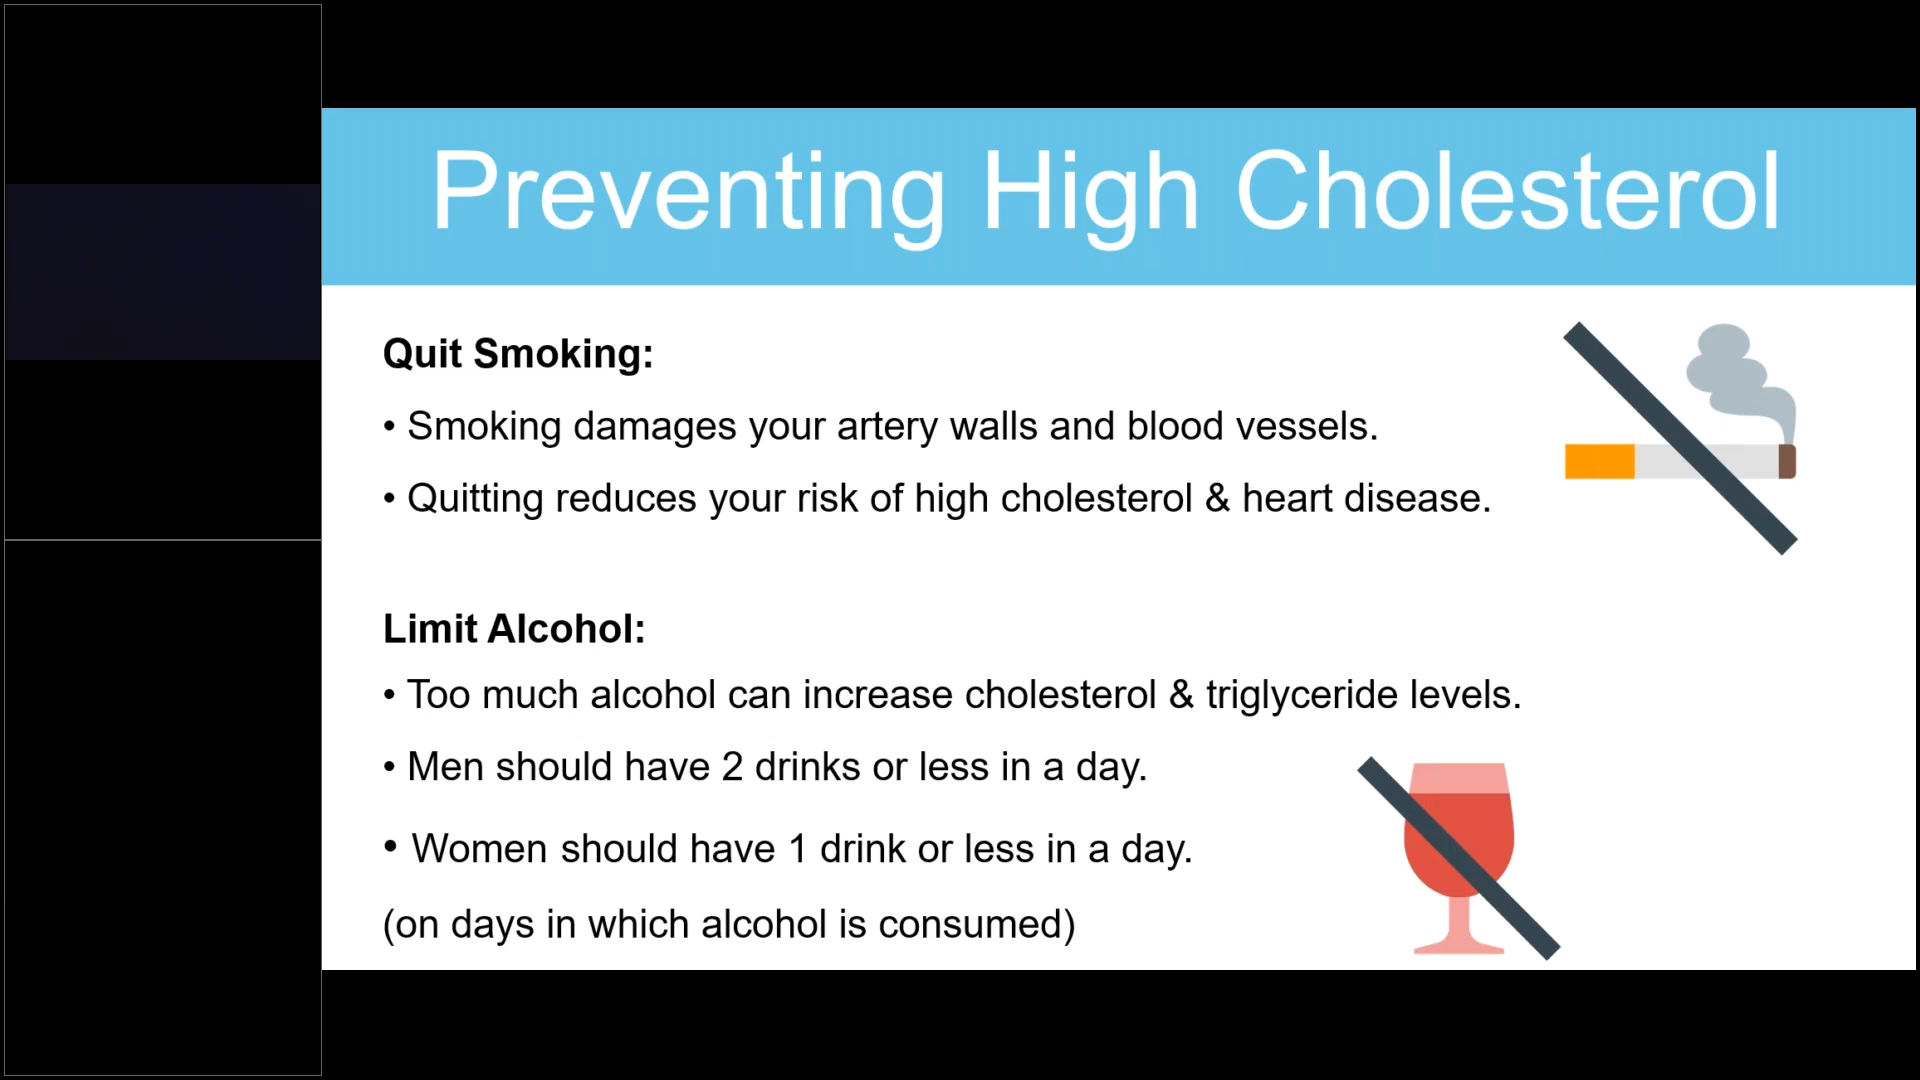 Preventing High Cholesterol
Quit Smoking:
• Smoking damages your artery walls and blood vessels.
• Quitting reduces your risk of high cholesterol & heart disease.
Limit Alcohol:
• Too much alcohol can increase cholesterol & triglyceride levels.
• Men should have 2 drinks or less in a day.
• Women should have 1 drink or less in a day.
(on days in which alcohol is consumed)